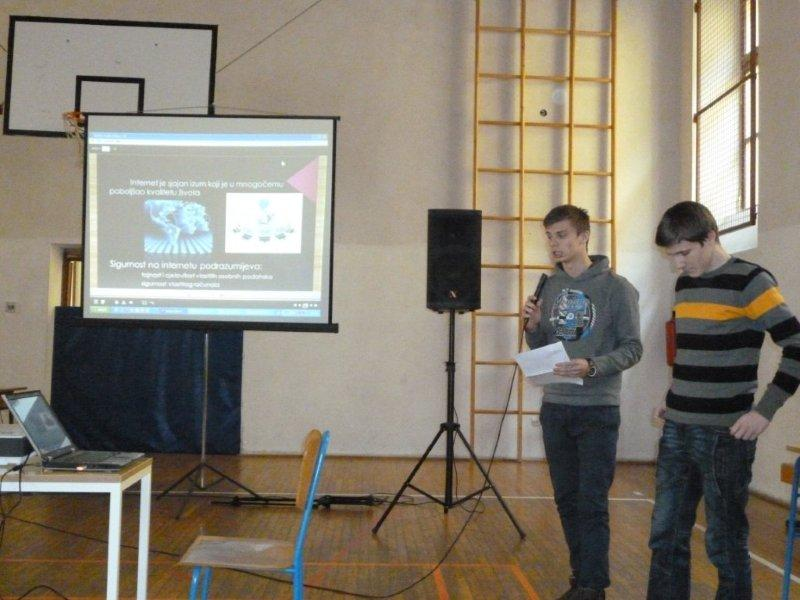 Internet je sjajan izum koji je u mnogočemu
poboljšao kvalitetu života
Sigurnost na internetu podrazumijeva:
tajnost i cjelovitost vlastitih osobnih podataka
sigurnost vlastitog računala